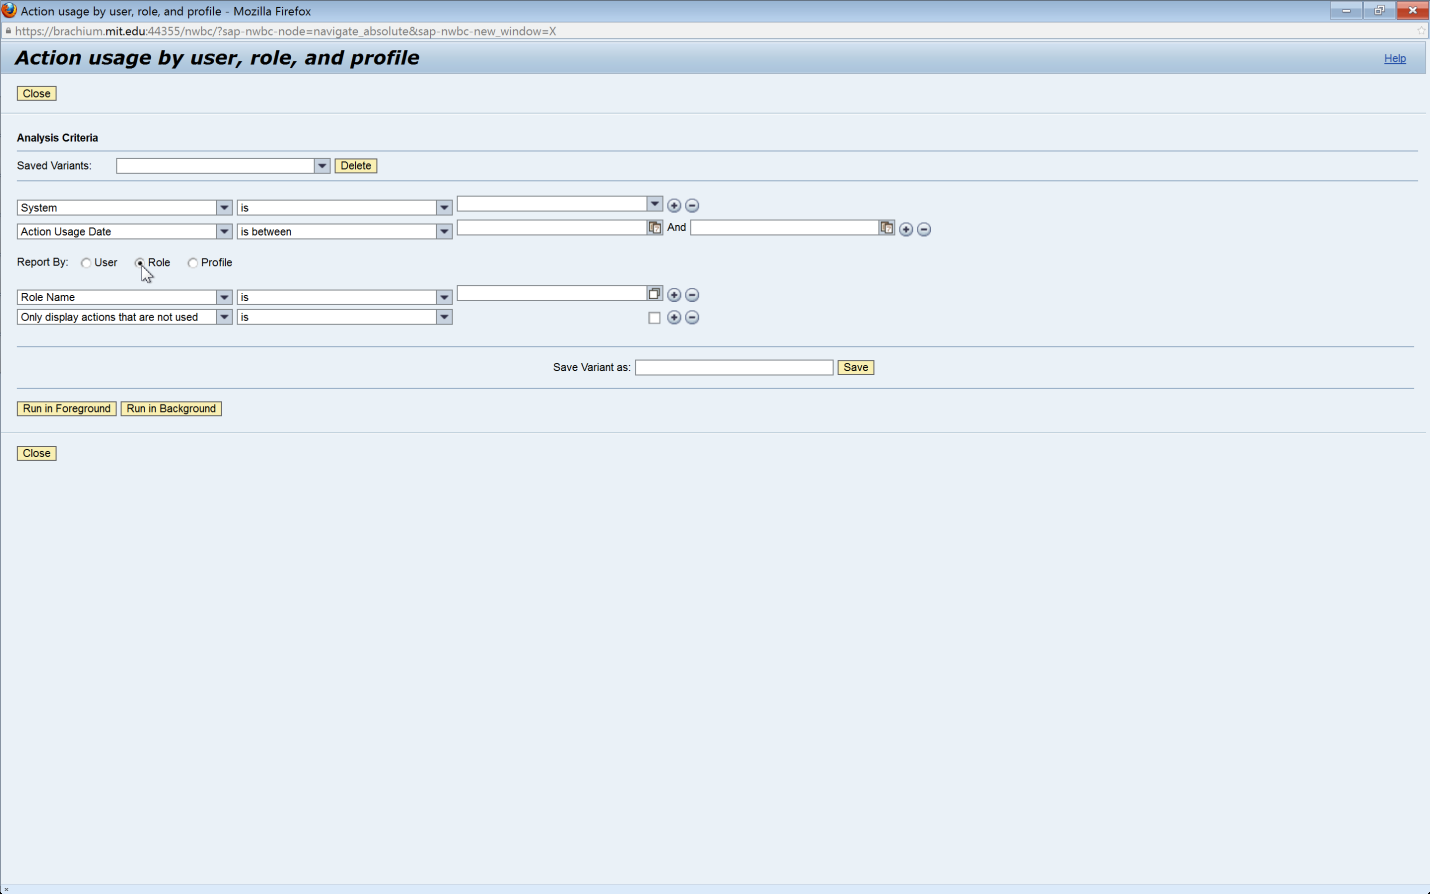 Action usage by user, role, and profile - Mozilla Firefox
https://brachium.mit.edu:44355/nwbc/?sap-nwbc-node=navigate_absolute&sap-nwbc-new_window=X
Action usage by user, role, and profile Help
Close
Analysis Criteria
Saved Variants: Delete
System is
Action Usage Date is between And
Report By: User Role Profile
Role Name is
Only display actions that are not used is
Save Variant as: Save
Run in Foreground Run in Background
Close